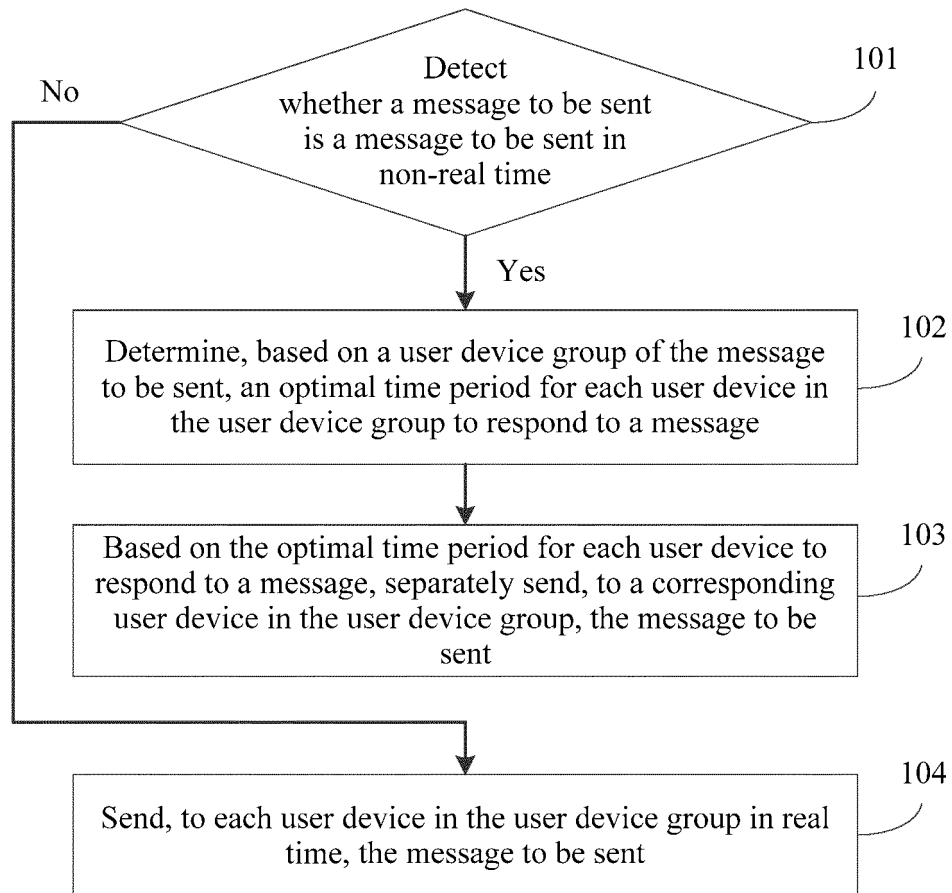 Detect
whether a message to be sent
is a message to be sent in
non-real time
101
No
Yes
102
Determine, based on a user device group of the message
to be sent, an optimal time period for each user device in
the user device group to respond to a message
103
Based on the optimal time period for each user device to
respond to a message, separately send, to a corresponding
user device in the user device group, the message to be
sent
104
Send, to each user device in the user device group in real
time, the message to be sent